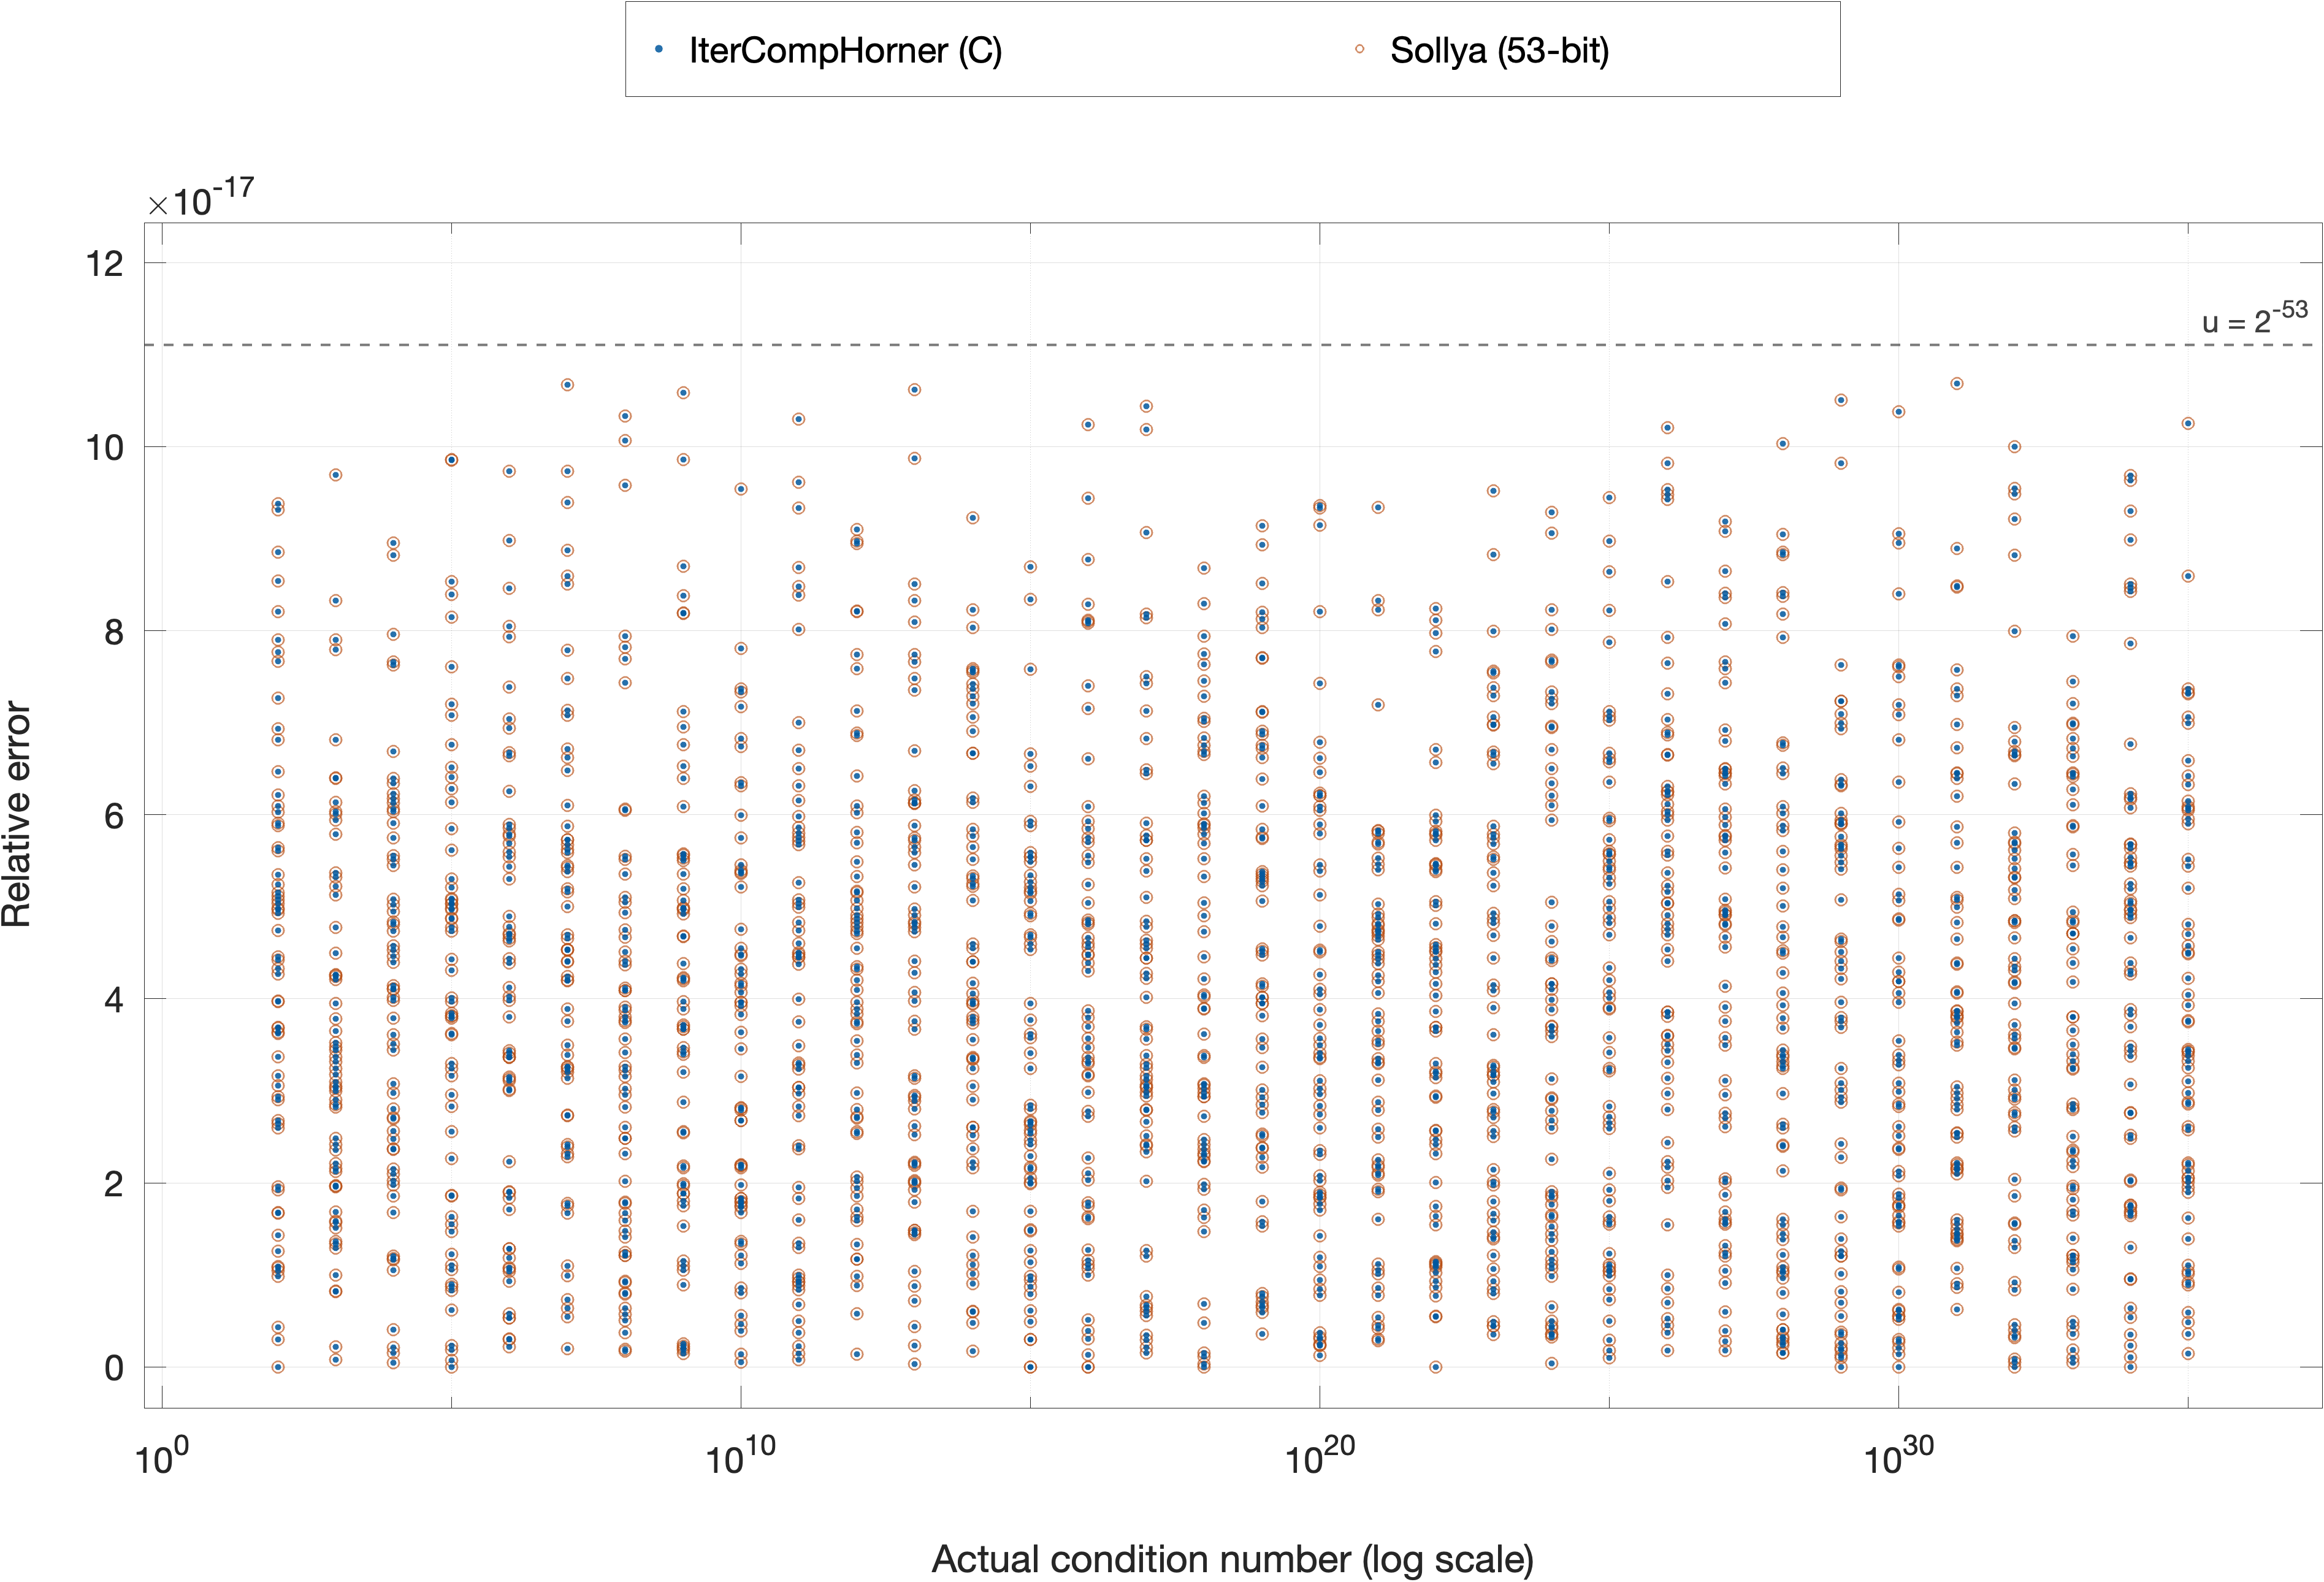 IterCompHorner (C)
Sollya (53-bit)
×10^-17
12
u = 2^-53
10
8
6
4
2
0
Relative error
10^0
10^10
10^20
10^30
Actual condition number (log scale)